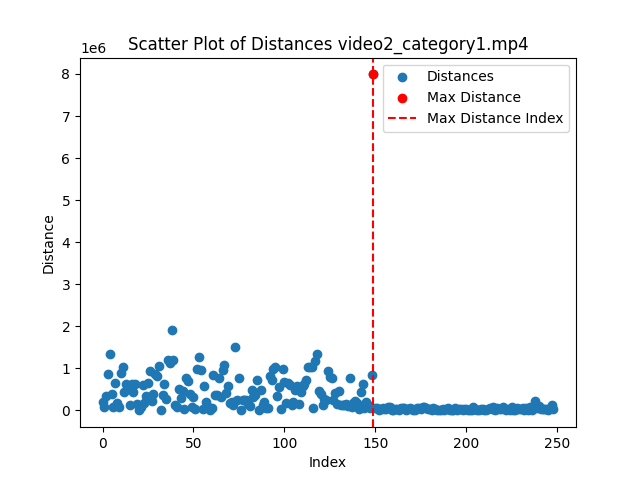 Scatter Plot of Distances video2_category1.mp4
1e6
8
7
6
5
4
3
2
1
0
Distance
Distances
Max Distance
Max Distance Index
0 50 100 150 200 250
Index